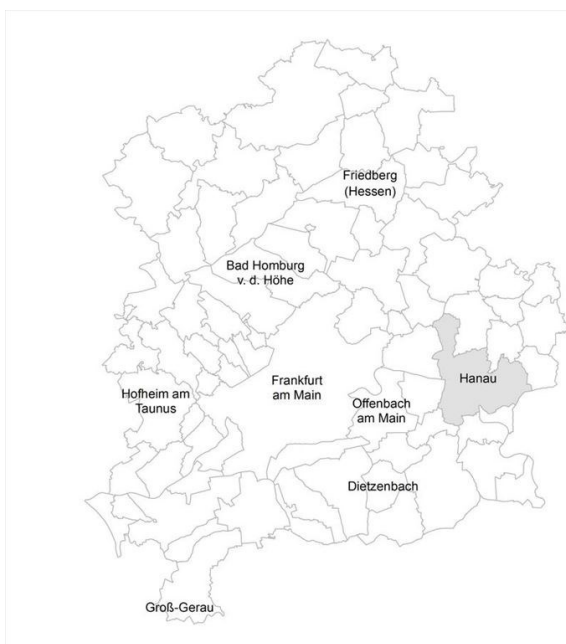 Friedberg
(Hessen)
Bad Homburg
v. d. Höhe
Hanau
Frankfurt
am Main
Hofheim am
Taunus
Offenbach
am Main
Dietzenbach
Groß-Gerau